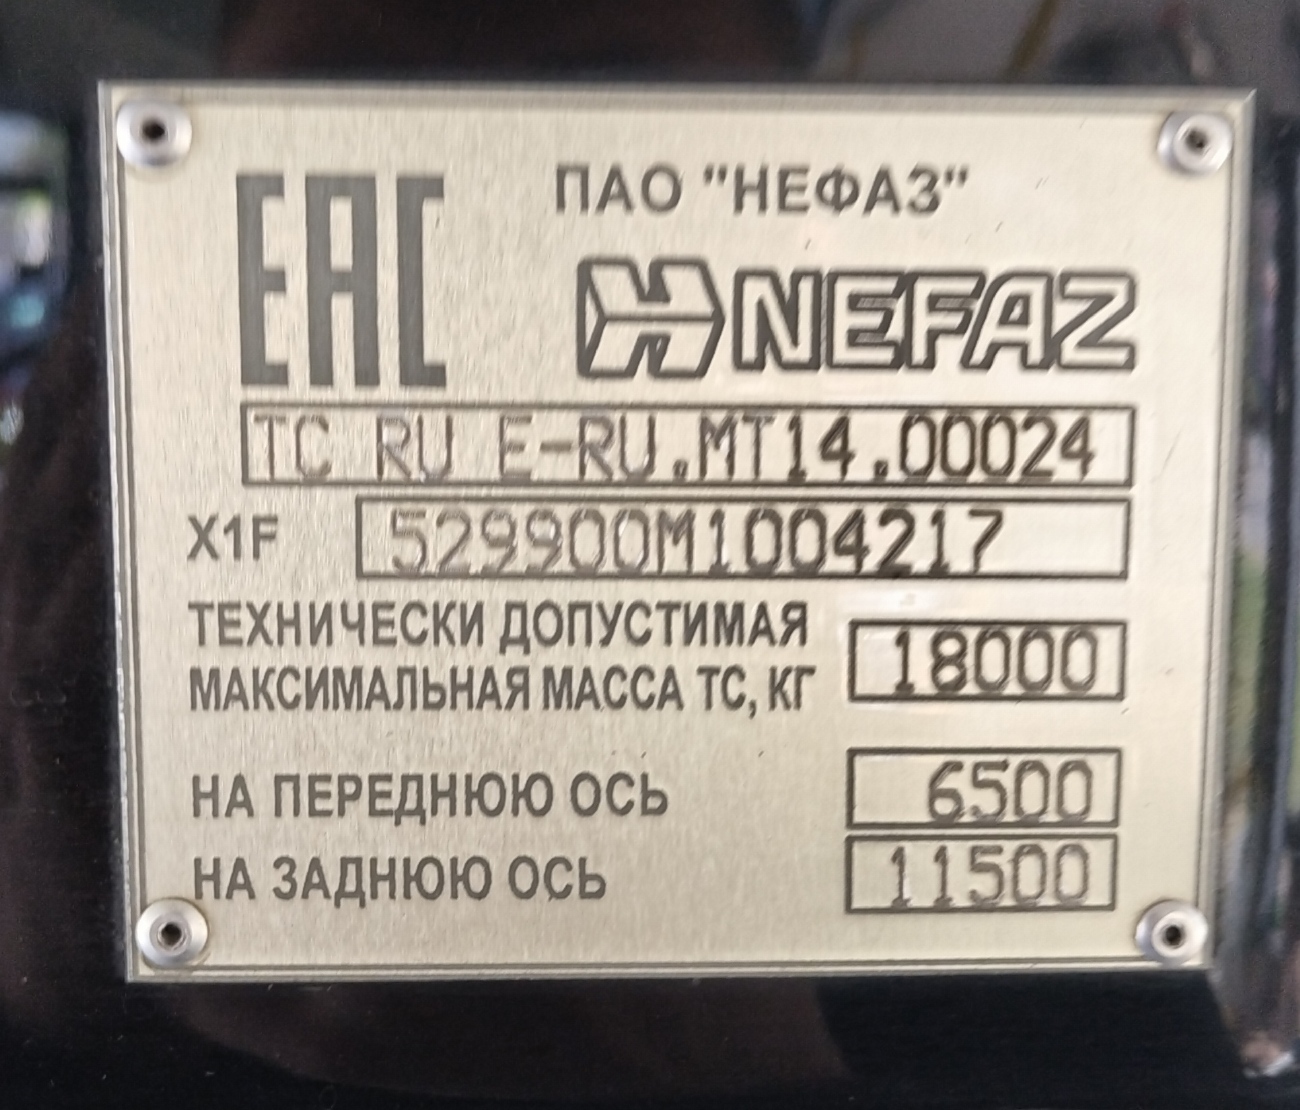 ЕАС
ПАО "НЕФАЗ"
NEFAZ
ТС RU E-RU.МТ14.00024
X1F 529900M1004217
ТЕХНИЧЕСКИ ДОПУСТИМАЯ
МАКСИМАЛЬНАЯ МАССА ТС, КГ 18000
НА ПЕРЕДНЮЮ ОСЬ 6500
НА ЗАДНЮЮ ОСЬ 11500